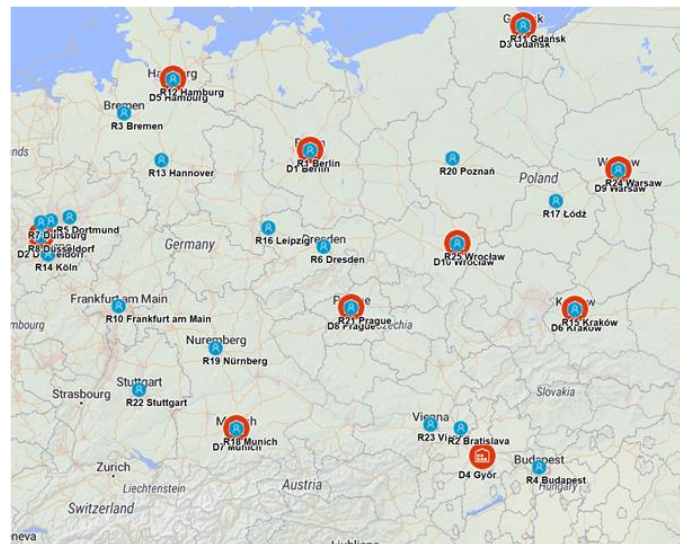 R11 Gdańsk
D3 Gdańsk
R12 Hamburg
D5 Hamburg
Bremen
R3 Bremen
R1 Berlin
D1 Berlin
R13 Hannover
R20 Poznań
Poland
R24 Warsaw
D9 Warsaw
R17 Łódź
R5 Dortmund
R7 Duisburg
R8 Düsseldorf
R14 Köln
Germany
R16 Leipzig
Dresden
R6 Dresden
R25 Wrocław
D10 Wrocław
Frankfurt am Main
R10 Frankfurt am Main
R21 Prague
D8 Prague
R15 Kraków
D6 Kraków
Nuremberg
R19 Nürnberg
Stuttgart
R22 Stuttgart
Strasbourg
Slovakia
R18 Munich
D7 Munich
Vienna
R23
R2 Bratislava
D4 Győr
Budapest
R4 Budapest
Hungary
Zurich
Liechtenstein
Austria
Switzerland